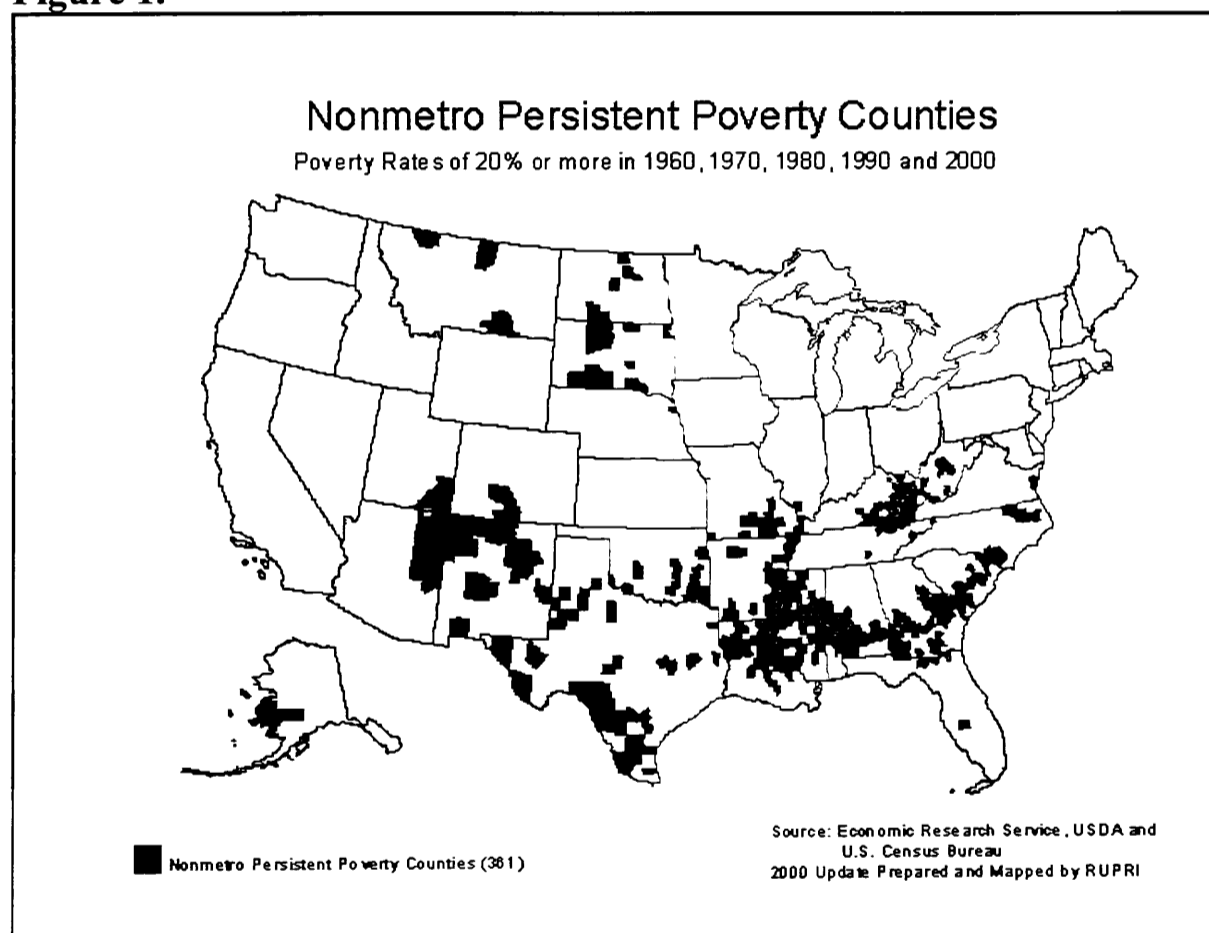 Figure 1.
Nonmetro Persistent Poverty Counties
Poverty Rates of 20% or more in 1960, 1970, 1980, 1990 and 2000
Nonmetro Persistent Poverty Counties (361)
Source: Economic Research Service, USDA and
U.S. Census Bureau
2000 Update Prepared and Mapped by RUPRI